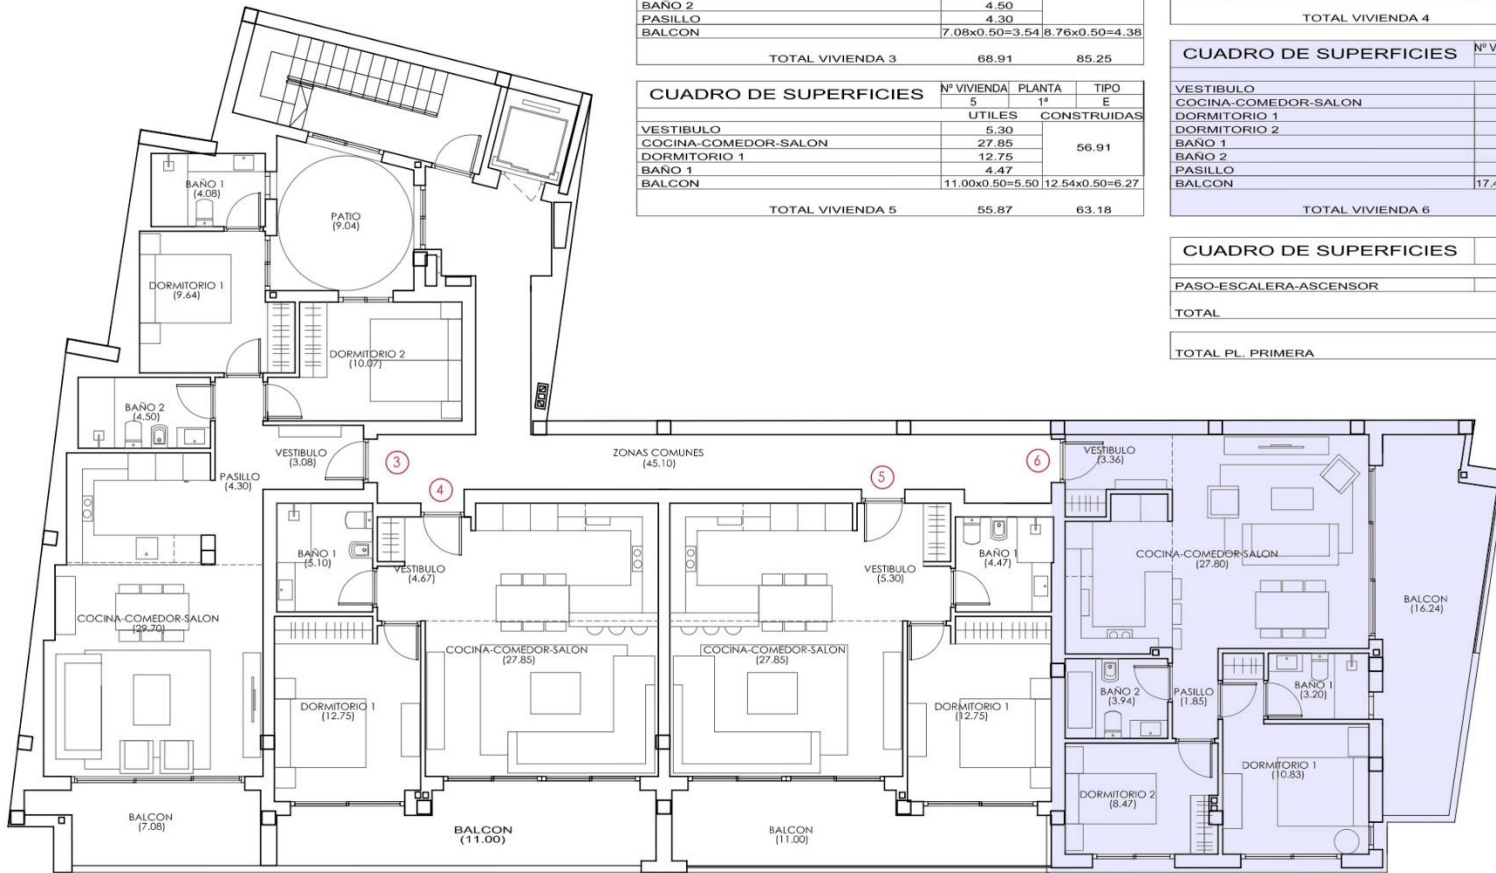 BAÑO 2 4.50
PASILLO 4.30
BALCON 7.08x0.50=3.54 8.76x0.50=4.38
TOTAL VIVIENDA 3 68.91 85.25
TOTAL VIVIENDA 4
CUADRO DE SUPERFICIES Nº VIVIENDA PLANTA TIPO
5 1ª E
UTILES CONSTRUIDAS
VESTIBULO 5.30
COCINA-COMEDOR-SALON 27.85
56.91
DORMITORIO 1 12.75
BAÑO 1 4.47
BALCON 11.00x0.50=5.50 12.54x0.50=6.27
TOTAL VIVIENDA 5 55.87 63.18
CUADRO DE SUPERFICIES Nº V
VESTIBULO
COCINA-COMEDOR-SALON
DORMITORIO 1
DORMITORIO 2
BAÑO 1
BAÑO 2
PASILLO
BALCON 17.4
TOTAL VIVIENDA 6
CUADRO DE SUPERFICIES
PASO-ESCALERA-ASCENSOR
TOTAL
TOTAL PL. PRIMERA
BAÑO 1
(4.08)
PATIO
(9.04)
DORMITORIO 1
(9.64)
DORMITORIO 2
(10.07)
BAÑO 2
(4.50)
VESTIBULO
(3.08)
PASILLO
(4.30)
3
4
ZONAS COMUNES
(45.10)
5
6
VESTIBULO
(3.36)
BAÑO 1
(5.10)
VESTIBULO
(4.67)
VESTIBULO
(5.30)
BAÑO 1
(4.47)
COCINA-COMEDOR-SALON
(27.80)
BALCON
(16.24)
COCINA-COMEDOR-SALON
(29.70)
COCINA-COMEDOR-SALON
(27.85)
COCINA-COMEDOR-SALON
(27.85)
DORMITORIO 1
(12.75)
DORMITORIO 1
(12.75)
BAÑO 2
(3.94)
PASILLO
(1.85)
BAÑO 1
(3.20)
DORMITORIO 1
(10.83)
DORMITORIO 2
(8.47)
BALCON
(7.08)
BALCON
(11.00)
BALCON
(11.00)